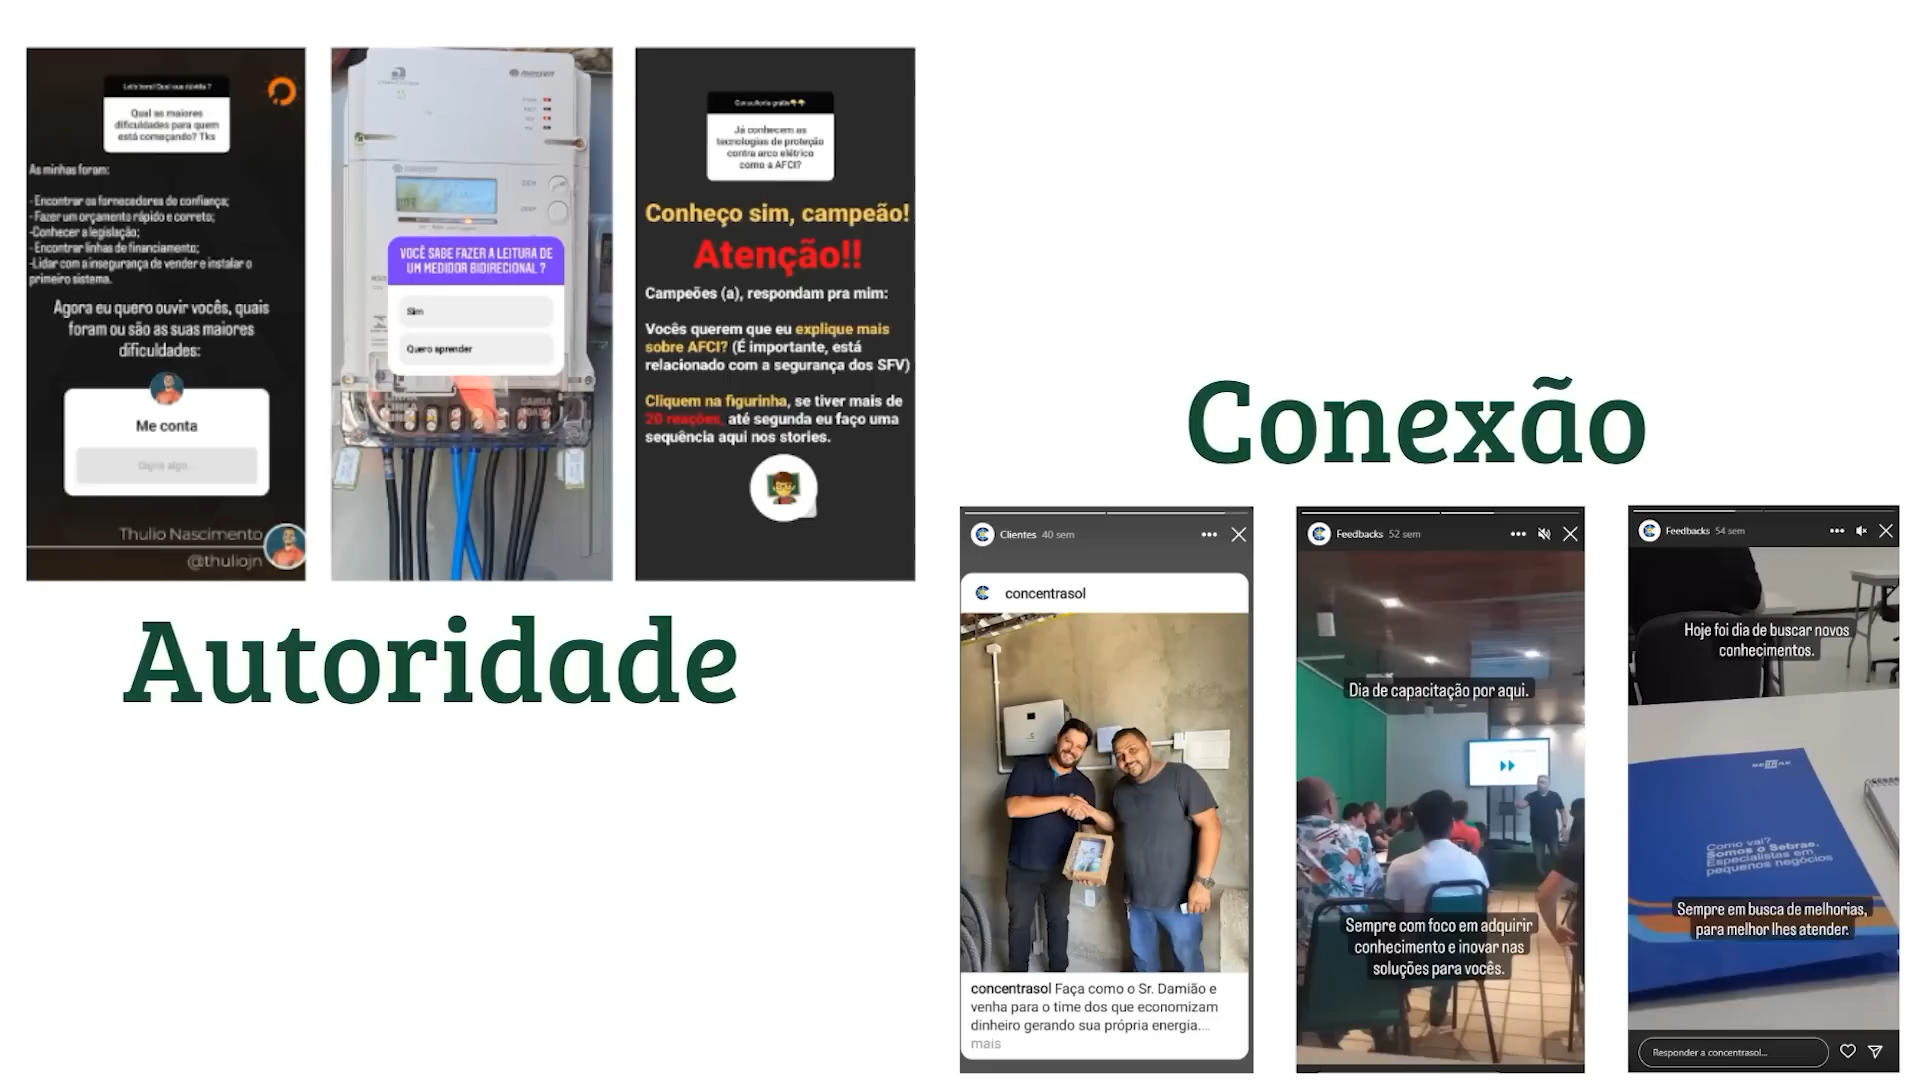 Qual as maiores
dificuldades para quem
está começando? Tks
As minhas foram:
- Encontrar os fornecedores de confiança;
- Fazer um orçamento rápido e correto;
-Conhecer a legislação;
- Encontrar linhas de financiamento;
-Lidar com a insegurança de vender e instalar o
primeiro sistema.
Agora eu quero ouvir vocês, quais
foram ou são as suas maiores
dificuldades:
Me conta
Digite algo...
Thulio Nascimento
@thuliojn
VOCÊ SABE FAZER A LEITURA DE
UM MEDIDOR BIDIRECIONAL ?
Sim
Quero aprender
Consultoria grátis
Já conhecem as
tecnologias de proteção
contra arco elétrico
como a AFCI?
Conheço sim, campeão!
Atenção!!
Campeões (a), respondam pra mim:
Vocês querem que eu explique mais
sobre AFCI? (É importante, está
relacionado com a segurança dos SFV)
Cliquem na figurinha, se tiver mais de
20 reações, até segunda eu faço uma
sequência aqui nos stories.
Autoridade
Conexão
Clientes 40 sem
concentrasol
concentrasol Faça como o Sr. Damião e
venha para o time dos que economizam
dinheiro gerando sua própria energia....
mais
Feedbacks 52 sem
Dia de capacitação por aqui.
Sempre com foco em adquirir
conhecimento e inovar nas
soluções para vocês.
Feedbacks 54 sem
Hoje foi dia de buscar novos
conhecimentos.
SEBRAE
Como vai?
Somos o Sebrae.
Especialistas em
pequenos negócios
Sempre em busca de melhorias,
para melhor lhes atender.
Responder a concentrasol...